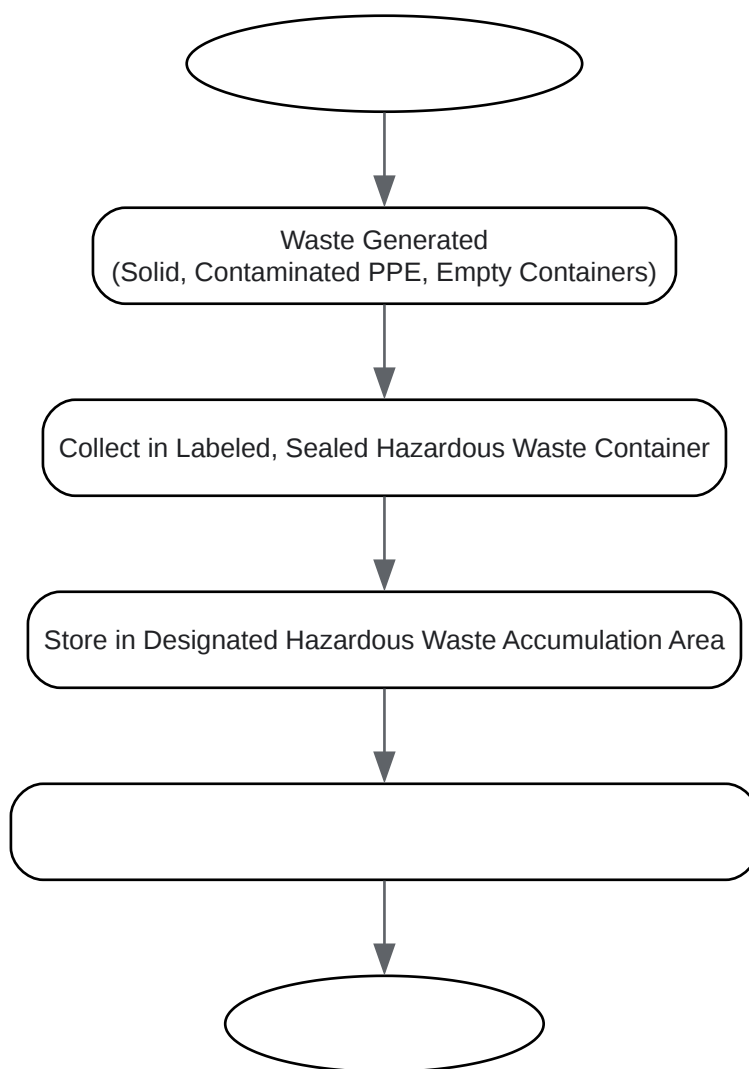 Waste Generated
(Solid, Contaminated PPE, Empty Containers)
Collect in Labeled, Sealed Hazardous Waste Container
Store in Designated Hazardous Waste Accumulation Area